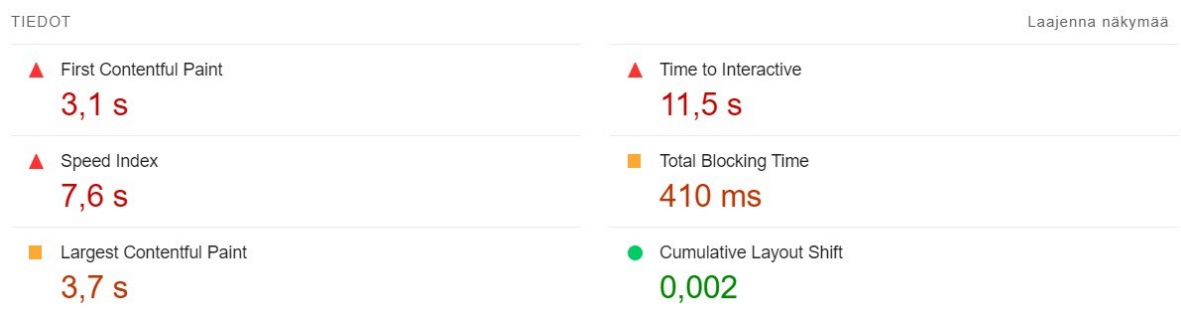 TIEDOT
Laajenna näkymää
First Contentful Paint
3,1 s
Time to Interactive
11,5 s
Speed Index
7,6 s
Total Blocking Time
410 ms
Largest Contentful Paint
3,7 s
Cumulative Layout Shift
0,002